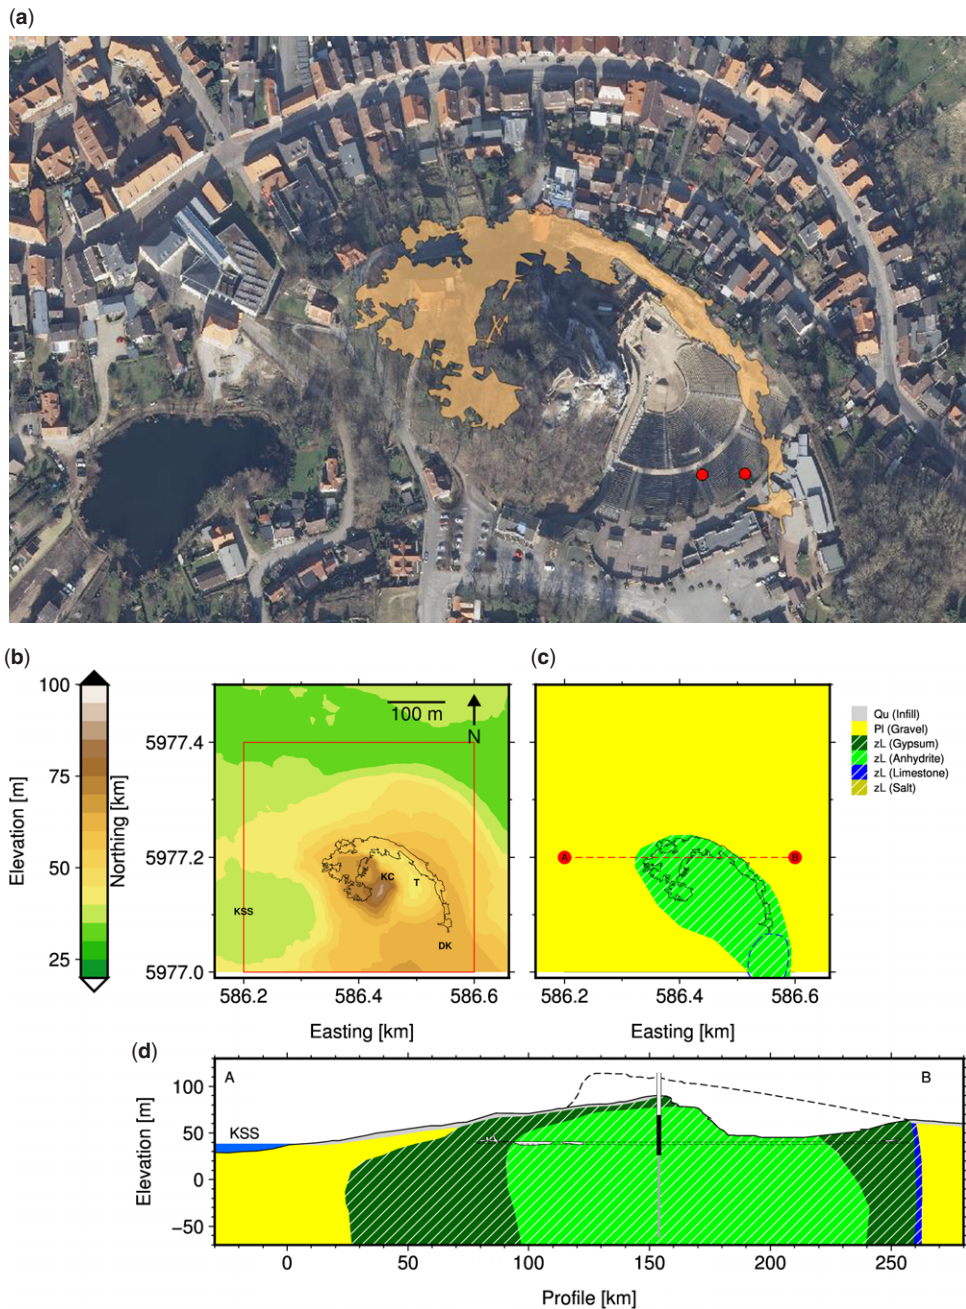 (a)
(b)
(c)
100
75
50
25
Elevation [m]
Northing [km]
5977.4
5977.2
5977.0
100 m
N
KC
T
KSS
DK
586.2
586.4
586.6
Easting [km]
A
B
586.2
586.4
586.6
Easting [km]
Qu (Infill)
Pl (Gravel)
zL (Gypsum)
zL (Anhydrite)
zL (Limestone)
zL (Salt)
(d)
A
B
KSS
Elevation [m]
100
50
0
−50
0
50
100
150
200
250
Profile [km]